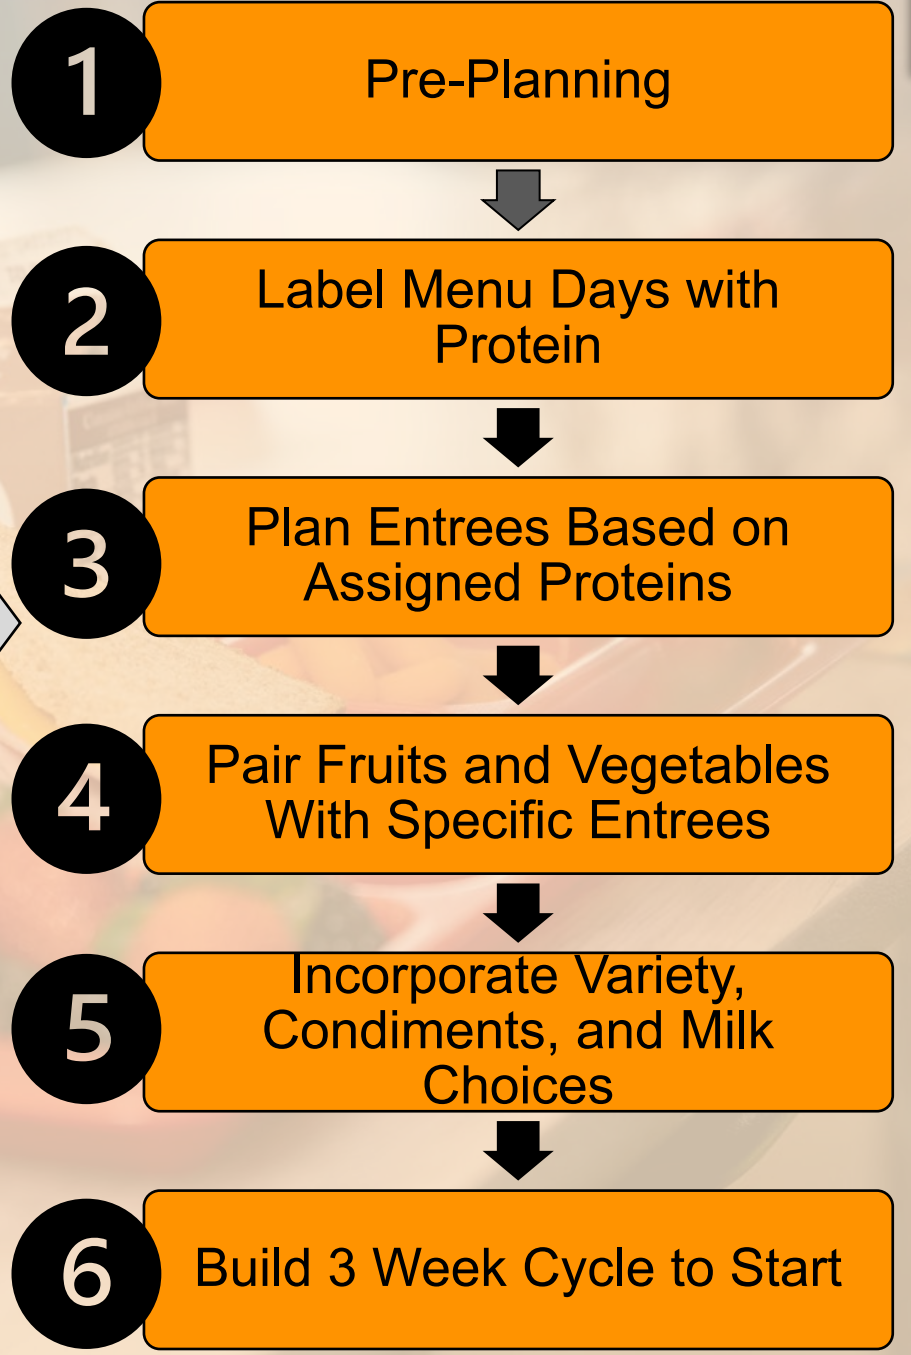 1
Pre-Planning
2
Label Menu Days with
Protein
3
Plan Entrees Based on
Assigned Proteins
4
Pair Fruits and Vegetables
With Specific Entrees
5
Incorporate Variety,
Condiments, and Milk
Choices
6
Build 3 Week Cycle to Start